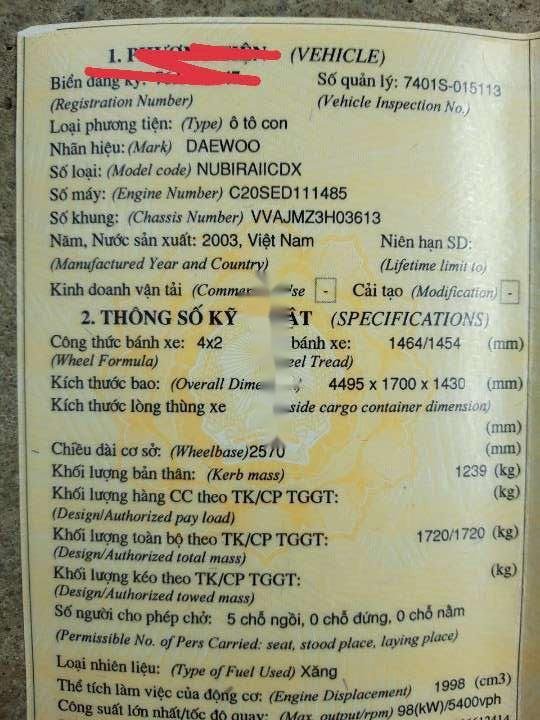 1. (VEHICLE)
Biển đăng ký: Số quản lý: 7401S-015113
(Registration Number) (Vehicle Inspection No.)
Loại phương tiện: (Type) ô tô con
Nhãn hiệu: (Mark) DAEWOO
Số loại: (Model code) NUBIRAIICDX
Số máy: (Engine Number) C20SED111485
Số khung: (Chassis Number) VVAJMZ3H03613
Năm, Nước sản xuất: 2003, Việt Nam Niên hạn SD:
(Manufactured Year and Country) (Lifetime limit to)
Kinh doanh vận tải - Cải tạo (Modification) -
2. THÔNG SỐ KỸ (SPECIFICATIONS)
Công thức bánh xe: 4x2 bánh xe: 1464/1454 (mm)
(Wheel Formula) Tread)
Kích thước bao: (Overall 4495 x 1700 x 1430 (mm)
Kích thước lòng thùng xe cargo container dimension)
(mm)
Chiều dài cơ sở: (Wheelbase) 2570 (mm)
Khối lượng bản thân: (Kerb mass) 1239 (kg)
Khối lượng hàng CC theo TK/CP TGGT: (kg)
(Design/Authorized pay load)
Khối lượng toàn bộ theo TK/CP TGGT: 1720/1720 (kg)
(Design/Authorized total mass)
Khối lượng kéo theo TK/CP TGGT: (kg)
(Design/Authorized towed mass)
Số người cho phép chở: 5 chỗ ngồi, 0 chỗ đứng, 0 chỗ nằm
(Permissible No. of Pers Carried: seat, stood place, laying place)
Loại nhiên liệu: (Type of Fuel Used) Xăng
Thể tích làm việc của động cơ: (Engine Displacement) 1998 (cm3)
Công suất lớn nhất/tốc độ quay: (Max. output/rpm) 98(kW)/5400vph